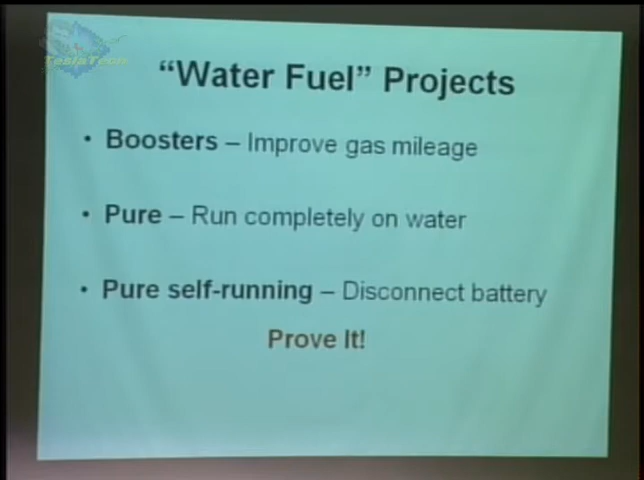 TeslaTech
“Water Fuel” Projects
• Boosters – Improve gas mileage
• Pure – Run completely on water
• Pure self-running – Disconnect battery
Prove It!